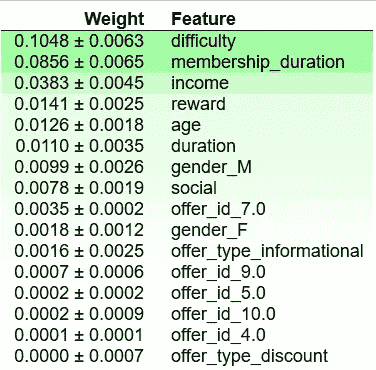 Weight Feature
0.1048 ± 0.0063 difficulty
0.0856 ± 0.0065 membership_duration
0.0383 ± 0.0045 income
0.0141 ± 0.0025 reward
0.0126 ± 0.0018 age
0.0110 ± 0.0035 duration
0.0099 ± 0.0026 gender_M
0.0078 ± 0.0019 social
0.0035 ± 0.0002 offer_id_7.0
0.0018 ± 0.0012 gender_F
0.0016 ± 0.0025 offer_type_informational
0.0007 ± 0.0006 offer_id_9.0
0.0002 ± 0.0002 offer_id_5.0
0.0002 ± 0.0009 offer_id_10.0
0.0001 ± 0.0001 offer_id_4.0
0.0000 ± 0.0007 offer_type_discount